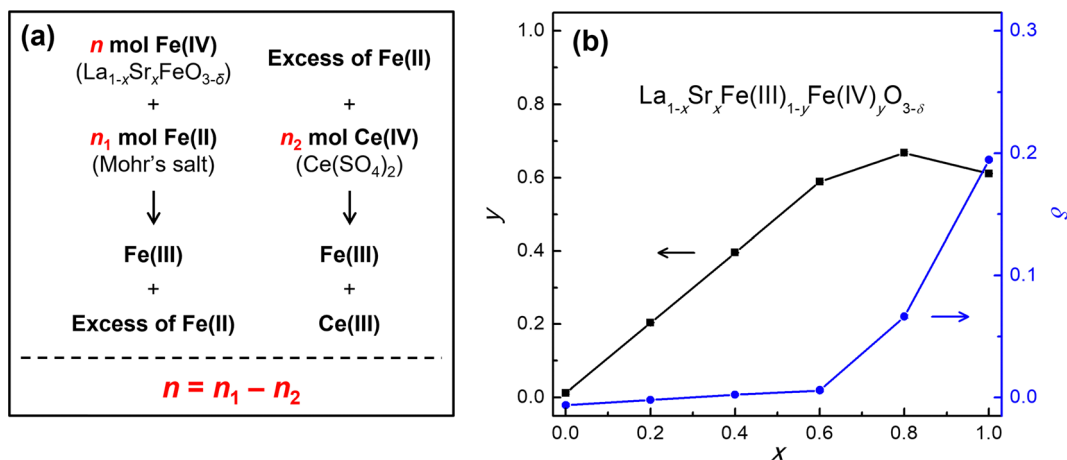 (a)
n mol Fe(IV)
(La₁₋ₓSrₓFeO₃₋δ)
+
n₁ mol Fe(II)
(Mohr's salt)
Fe(III)
+
Excess of Fe(II)
Excess of Fe(II)
+
n₂ mol Ce(IV)
(Ce(SO₄)₂)
Fe(III)
+
Ce(III)
n = n₁ – n₂
(b)
La₁₋ₓSrₓFe(III)₁₋yFe(IV)yO₃₋δ
y
1.0
0.8
0.6
0.4
0.2
0.0
0.0 0.2 0.4 0.6 0.8 1.0
x
0.3
0.2
0.1
0.0
δ